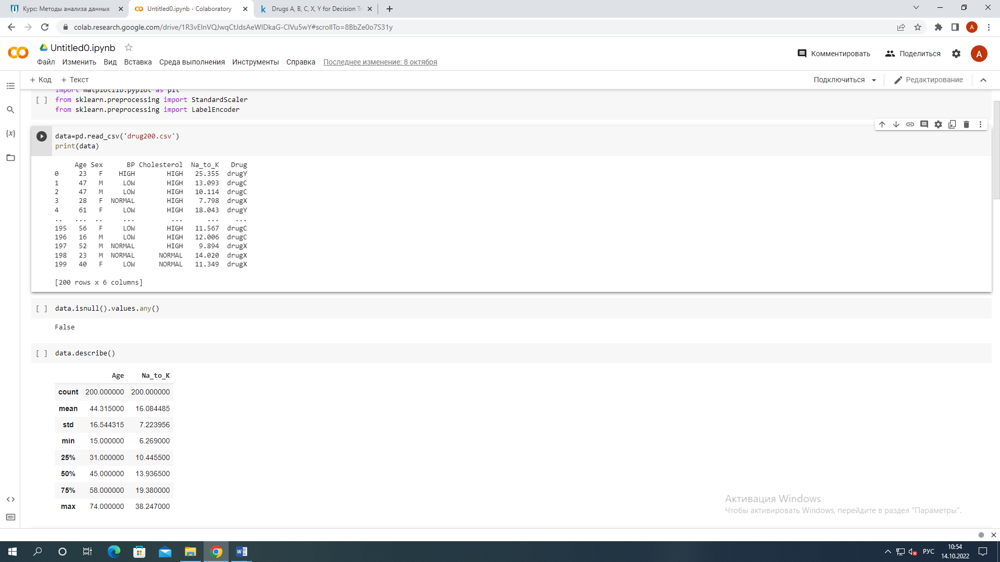 Курс: Методы анализа данных
Untitled0.ipynb - Colaboratory
Drugs A, B, C, X, Y for Decision Tr
colab.research.google.com/drive/1R3vEInVQJwqCtJdsAeWIDkaG-CIVu5wY#scrollTo=8BbZe0o7S31y
A
Untitled0.ipynb
Комментировать
Поделиться
A
Файл Изменить Вид Вставка Среда выполнения Инструменты Справка Последнее изменение: 8 октября
+ Код + Текст
Подключиться
Редактирование
import matplotlib.pyplot as plt
[ ] from sklearn.preprocessing import StandardScaler
from sklearn.preprocessing import LabelEncoder
{x}
data=pd.read_csv('drug200.csv')
print(data)
Age Sex BP Cholesterol Na_to_K Drug
0 23 F HIGH HIGH 25.355 drugY
1 47 M LOW HIGH 13.093 drugC
2 47 M LOW HIGH 10.114 drugC
3 28 F NORMAL HIGH 7.798 drugX
4 61 F LOW HIGH 18.043 drugY
.. ... .. ... ... ... ...
195 56 F LOW HIGH 11.567 drugC
196 16 M LOW HIGH 12.006 drugC
197 52 M NORMAL HIGH 9.894 drugX
198 23 M NORMAL NORMAL 14.020 drugX
199 40 F LOW NORMAL 11.349 drugX
[200 rows x 6 columns]
[ ] data.isnull().values.any()
False
[ ] data.describe()
Age Na_to_K
count 200.000000 200.000000
mean 44.315000 16.084485
std 16.544315 7.223956
min 15.000000 6.269000
25% 31.000000 10.445500
50% 45.000000 13.936500
75% 58.000000 19.380000
max 74.000000 38.247000
Активация Windows
Чтобы активировать Windows, перейдите в раздел "Параметры".
РУС
10:54
14.10.2022